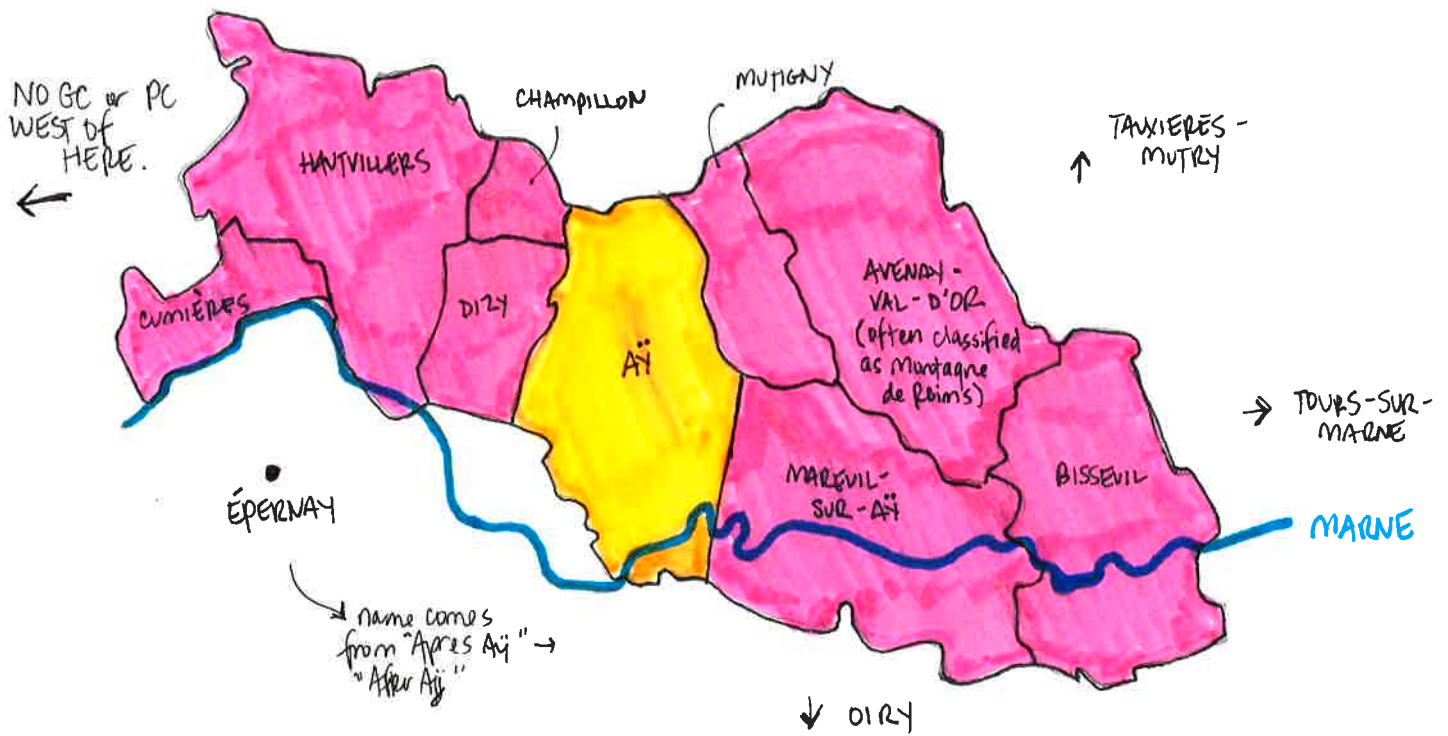 NO GC or PC
WEST of
HERE.
←
HAUTVILLERS
CHAMPILLON
MUTIGNY
↑
TAUXIERES-
MUTRY
CUMIÈRES
DIZY
AŸ
AVENAY-
VAL-D'OR
(often classified
as Montagne
de Reims)
→ TOURS-SUR-
MARNE
MAREUIL-
SUR-AŸ
BISSEUIL
MARNE
ÉPERNAY
name comes
from "Apres Aÿ" →
"After Aÿ"
↓ OIRY